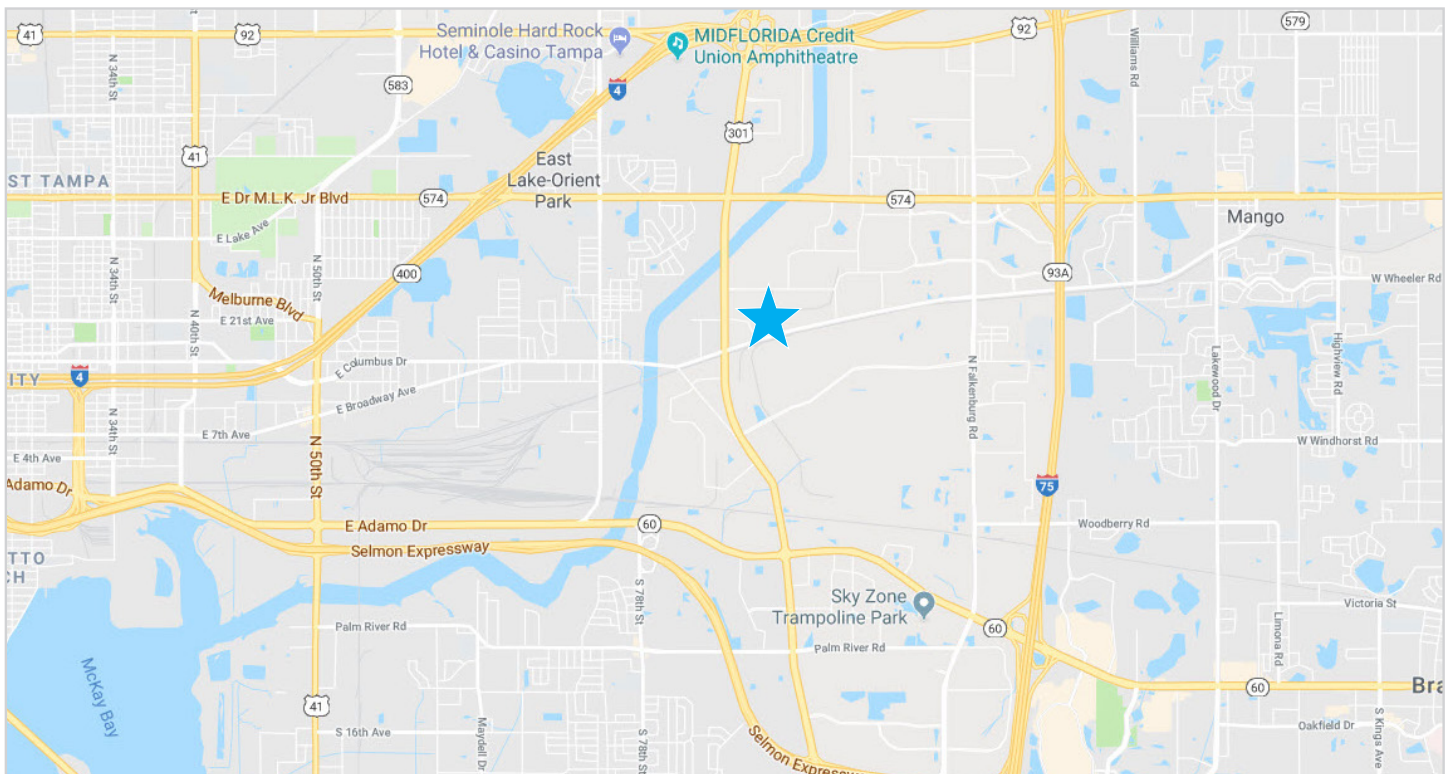 41
92
Seminole Hard Rock
Hotel & Casino Tampa
MIDFLORIDA Credit
Union Amphitheatre
92
579
N 34th St
583
4
Williams Rd
301
41
East
Lake-Orient
Park
ST TAMPA
E Dr M.L.K. Jr Blvd
574
574
Mango
E Lake Ave
N 34th St
N 50th St
400
93A
W Wheeler Rd
Melburne Blvd
E 21st Ave
N 40th St
E Columbus Dr
CITY
4
N Falkenburg Rd
Lakewood Dr
Highview Rd
E Broadway Ave
N 34th St
E 7th Ave
W Windhorst Rd
E 4th Ave
N 50th St
Adamo Dr
75
E Adamo Dr
60
Woodberry Rd
Selmon Expressway
S 78th St
Sky Zone
Trampoline Park
Victoria St
Palm River Rd
60
Limona Rd
Palm River Rd
McKay Bay
60
Bra
41
S 16th Ave
Maydell Dr
S 78th St
Selmon Expressway
Oakfield Dr
S Kings Ave